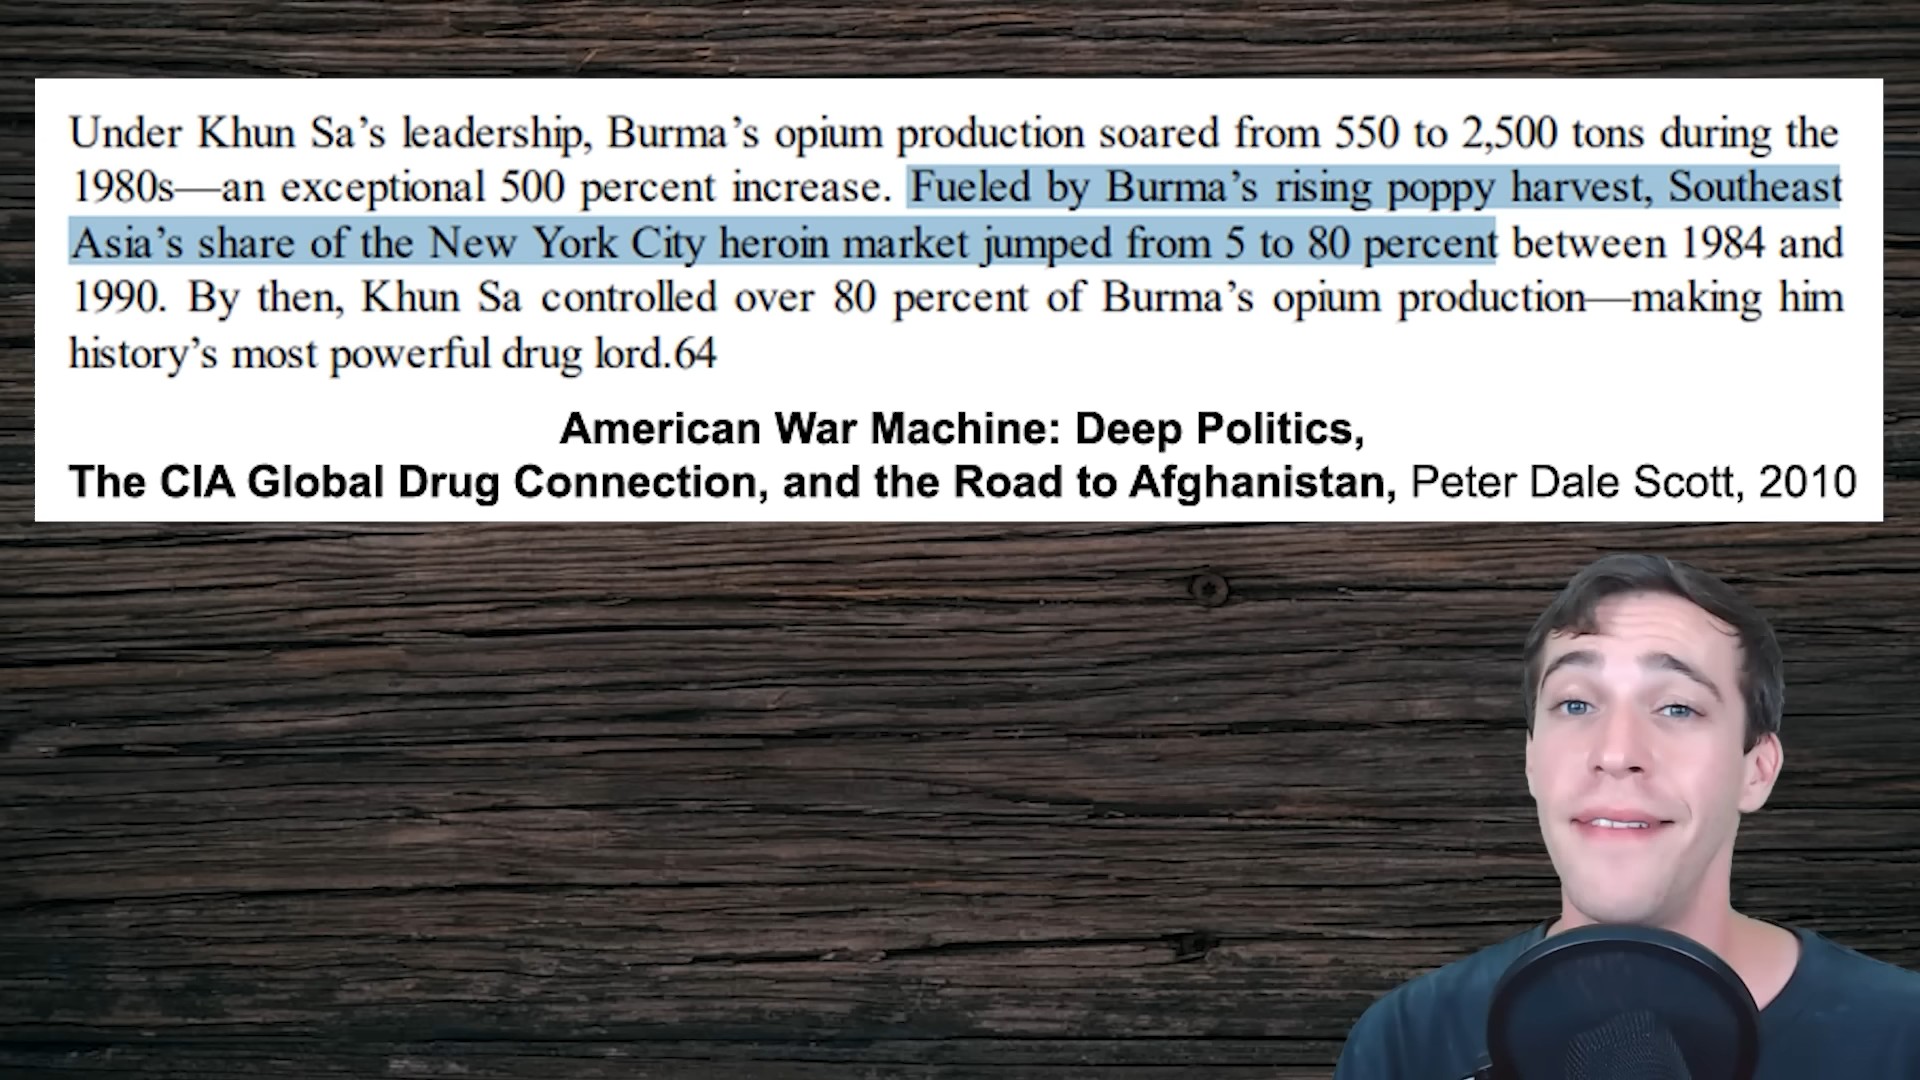 Under Khun Sa’s leadership, Burma’s opium production soared from 550 to 2,500 tons during the
1980s—an exceptional 500 percent increase. Fueled by Burma’s rising poppy harvest, Southeast
Asia’s share of the New York City heroin market jumped from 5 to 80 percent between 1984 and
1990. By then, Khun Sa controlled over 80 percent of Burma’s opium production—making him
history’s most powerful drug lord.64
American War Machine: Deep Politics,
The CIA Global Drug Connection, and the Road to Afghanistan, Peter Dale Scott, 2010